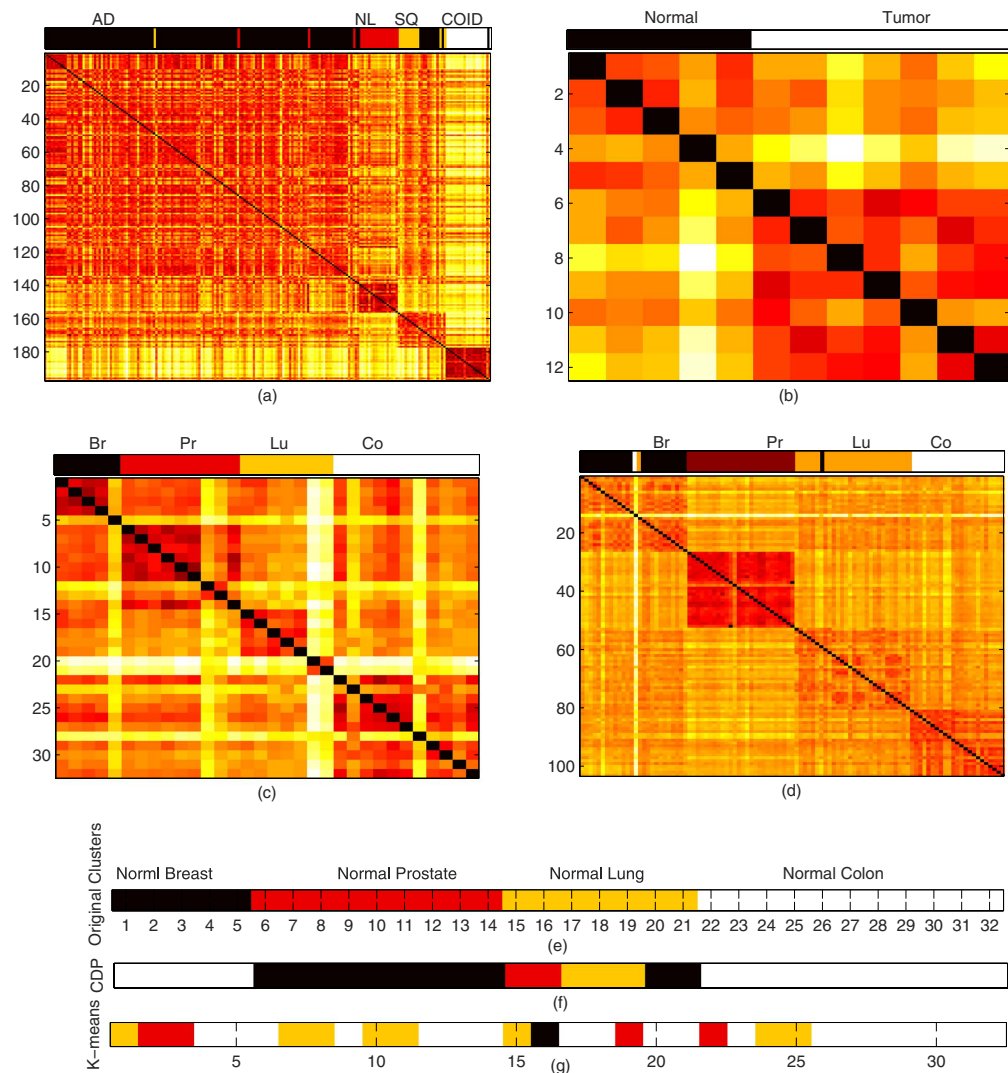 AD NL SQ COID
20
40
60
80
100
120
140
160
180
(a)
Normal Tumor
2
4
6
8
10
12
(b)
Br Pr Lu Co
5
10
15
20
25
30
(c)
Br Pr Lu Co
20
40
60
80
100
(d)
Original Clusters
Norml Breast Normal Prostate Normal Lung Normal Colon
1 2 3 4 5 6 7 8 9 10 11 12 13 14 15 16 17 18 19 20 21 22 23 24 25 26 27 28 29 30 31 32
(e)
CDP
(f)
K-means
5 10 15 20 25 30
(g)